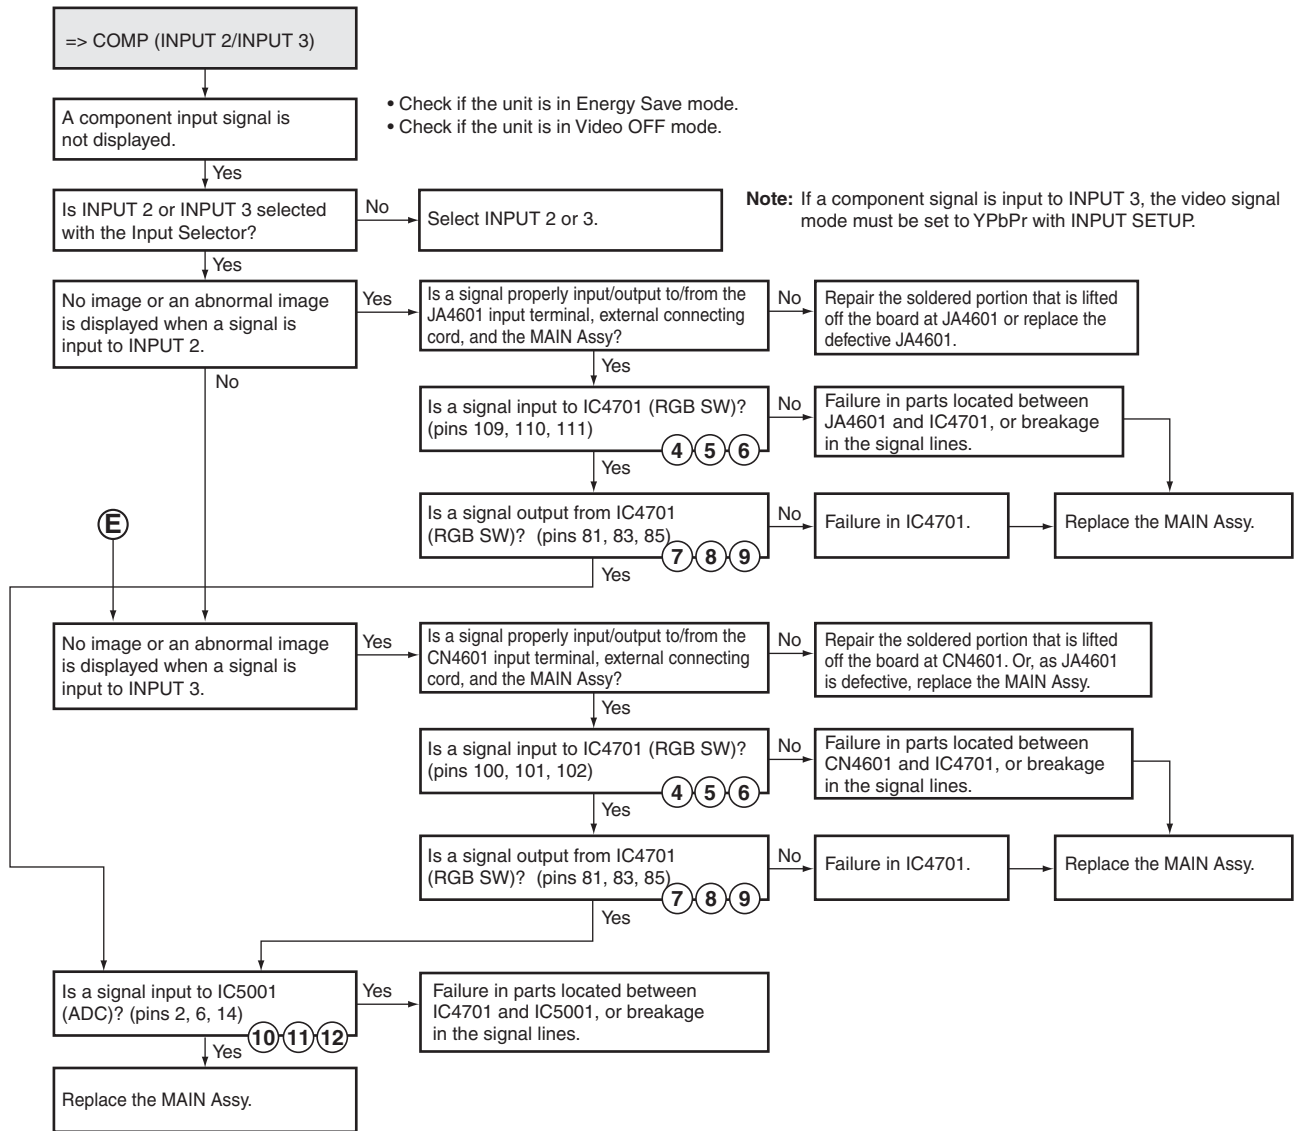 => COMP (INPUT 2/INPUT 3)
A component input signal is
not displayed.
• Check if the unit is in Energy Save mode.
• Check if the unit is in Video OFF mode.
Yes
Is INPUT 2 or INPUT 3 selected
with the Input Selector?
No
Select INPUT 2 or 3.
Note: If a component signal is input to INPUT 3, the video signal
mode must be set to YPbPr with INPUT SETUP.
Yes
No image or an abnormal image
is displayed when a signal is
input to INPUT 2.
Yes
Is a signal properly input/output to/from the
JA4601 input terminal, external connecting
cord, and the MAIN Assy?
No
Repair the soldered portion that is lifted
off the board at JA4601 or replace the
defective JA4601.
Yes
No
Is a signal input to IC4701 (RGB SW)?
(pins 109, 110, 111)
4 5 6
No
Failure in parts located between
JA4601 and IC4701, or breakage
in the signal lines.
Yes
Is a signal output from IC4701
(RGB SW)? (pins 81, 83, 85)
7 8 9
No
Failure in IC4701.
Replace the MAIN Assy.
Yes
E
No image or an abnormal image
is displayed when a signal is
input to INPUT 3.
Yes
Is a signal properly input/output to/from the
CN4601 input terminal, external connecting
cord, and the MAIN Assy?
No
Repair the soldered portion that is lifted
off the board at CN4601. Or, as JA4601
is defective, replace the MAIN Assy.
Yes
Is a signal input to IC4701 (RGB SW)?
(pins 100, 101, 102)
4 5 6
No
Failure in parts located between
CN4601 and IC4701, or breakage
in the signal lines.
Yes
Is a signal output from IC4701
(RGB SW)? (pins 81, 83, 85)
7 8 9
No
Failure in IC4701.
Replace the MAIN Assy.
Yes
Is a signal input to IC5001
(ADC)? (pins 2, 6, 14)
10 11 12
Yes
Failure in parts located between
IC4701 and IC5001, or breakage
in the signal lines.
Yes
Replace the MAIN Assy.